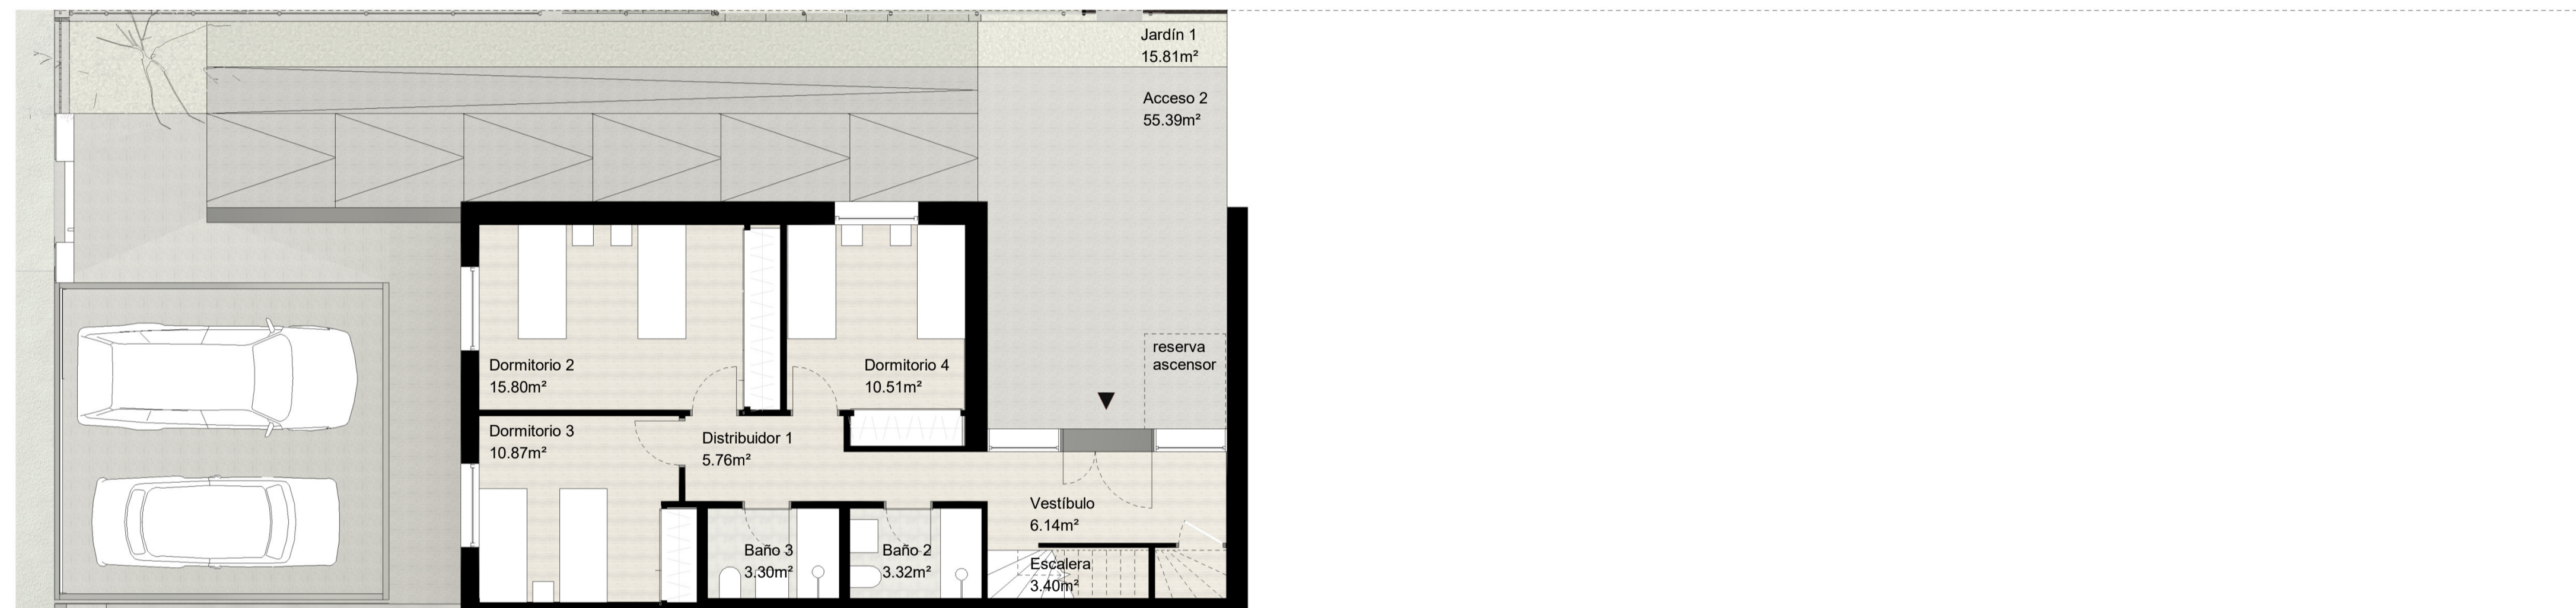 Jardín 1
15.81m²
Acceso 2
55.39m²
reserva
ascensor
Dormitorio 2
15.80m²
Dormitorio 4
10.51m²
Dormitorio 3
10.87m²
Distribuidor 1
5.76m²
Vestíbulo
6.14m²
Baño 3
3.30m²
Baño 2
3.32m²
Escalera
3.40m²